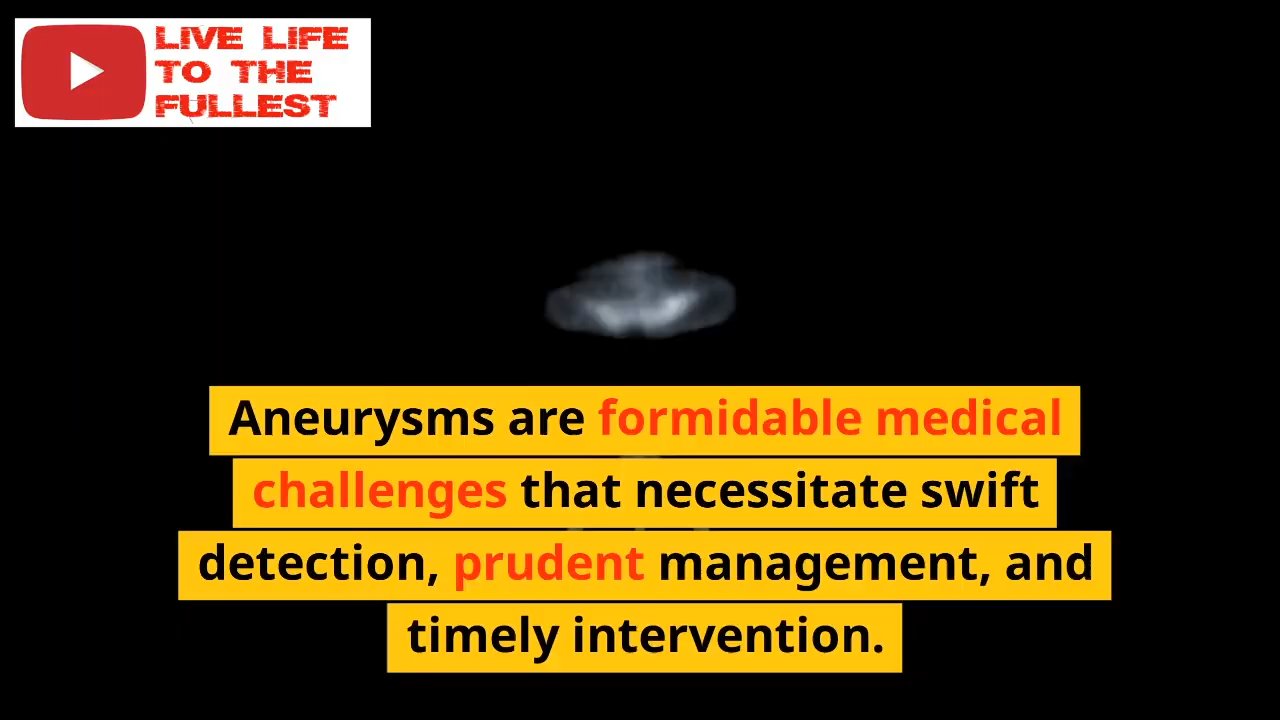 LIVE LIFE
TO THE
FULLEST
Aneurysms are formidable medical
challenges that necessitate swift
detection, prudent management, and
timely intervention.